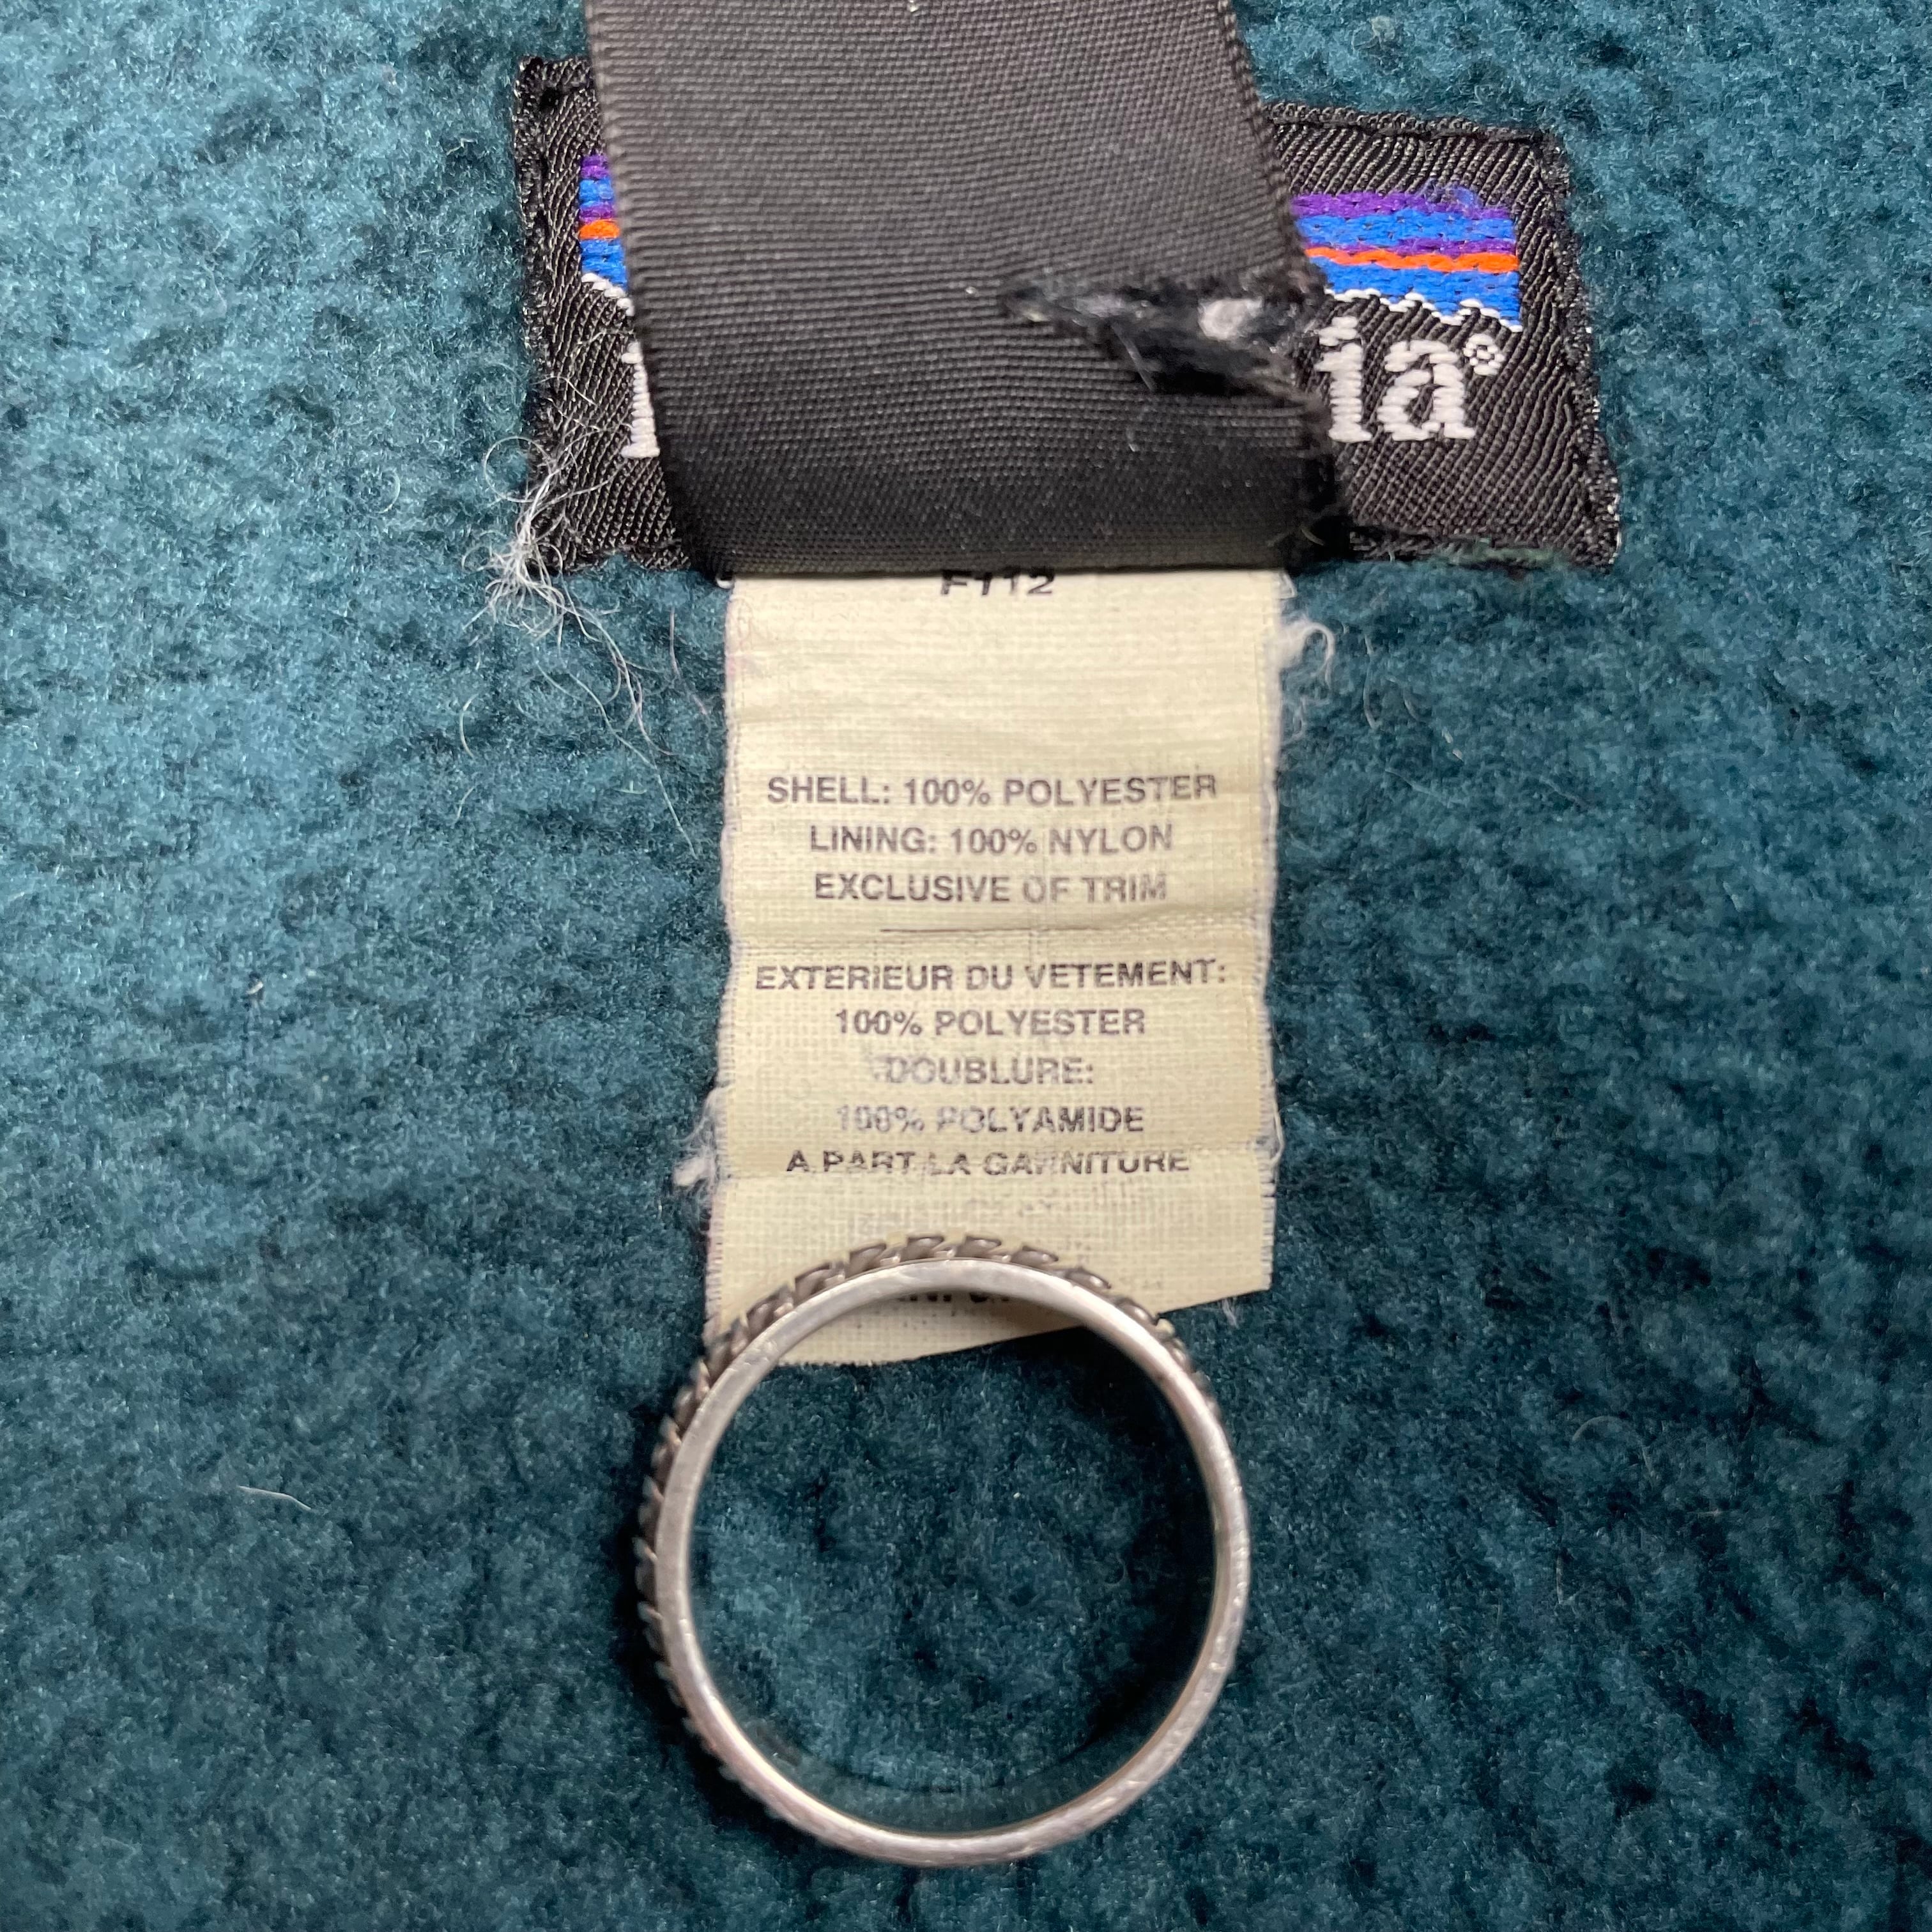 ia®
F112
SHELL: 100% POLYESTER
LINING: 100% NYLON
EXCLUSIVE OF TRIM
EXTERIEUR DU VETEMENT:
100% POLYESTER
DOUBLURE:
100% POLYAMIDE
A PART LA GARNITURE